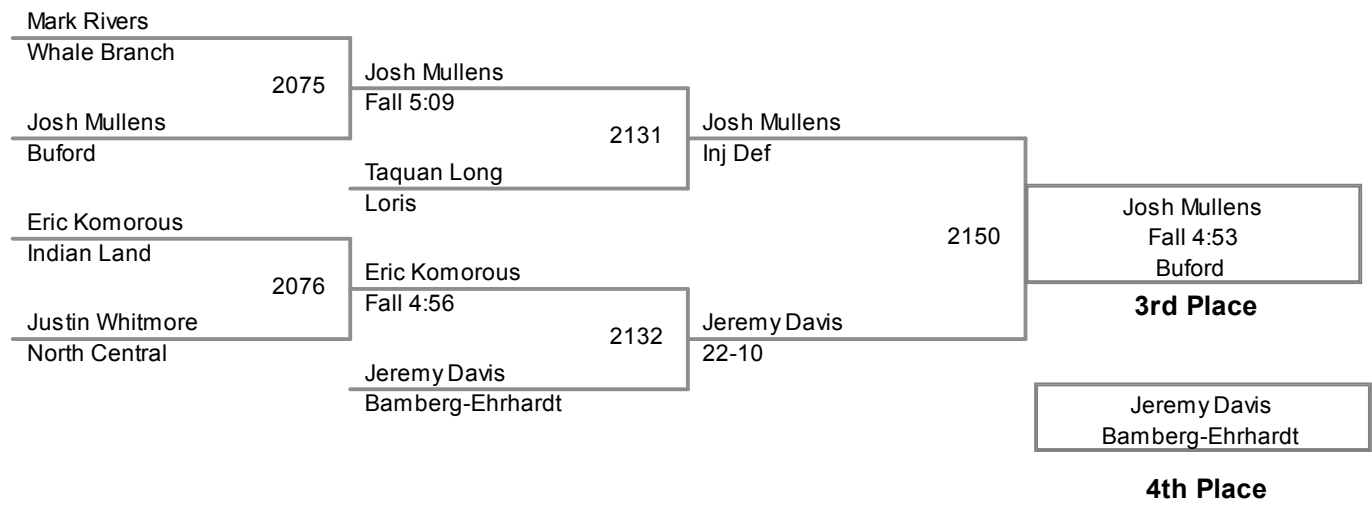 Mark Rivers
Whale Branch
2075
Josh Mullens
Buford
Eric Komorous
Indian Land
2076
Justin Whitmore
North Central
Josh Mullens
Fall 5:09
2131
Taquan Long
Loris
Eric Komorous
Fall 4:56
2132
Jeremy Davis
Bamberg-Ehrhardt
Josh Mullens
Inj Def
2150
Jeremy Davis
22-10
Josh Mullens
Fall 4:53
Buford
3rd Place
Jeremy Davis
Bamberg-Ehrhardt
4th Place